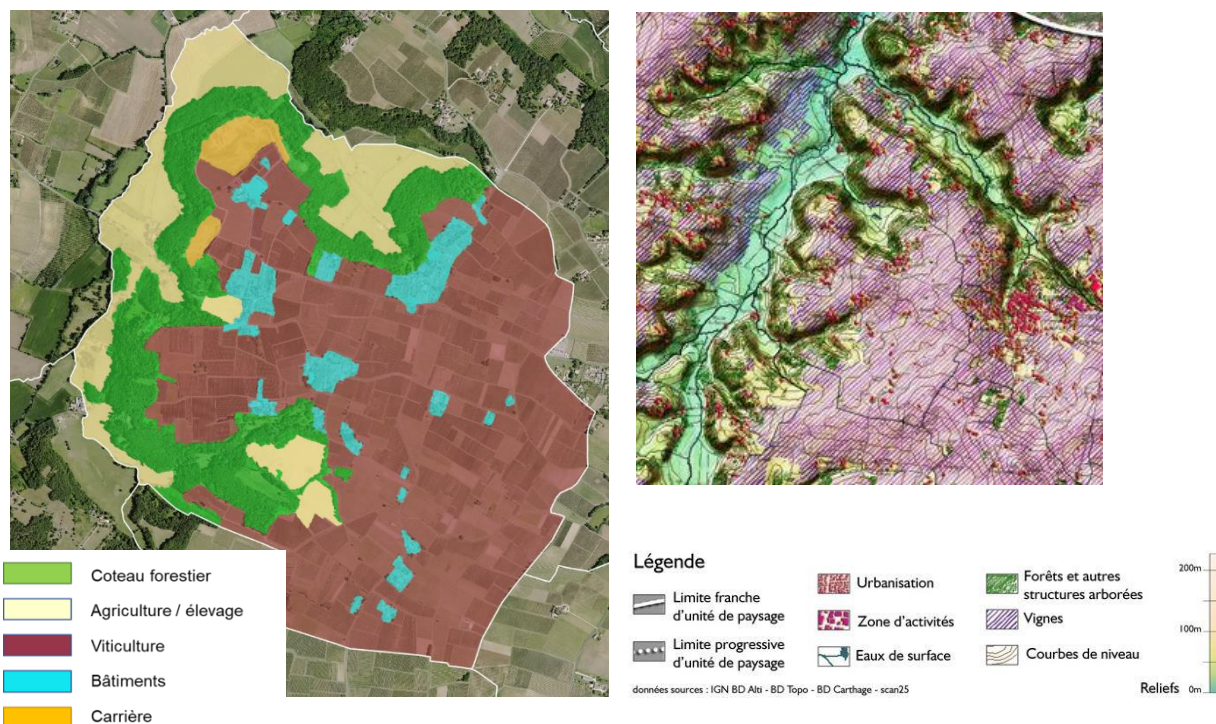 Coteau forestier
Agriculture / élevage
Viticulture
Bâtiments
Carrière
Légende
Limite franche
d'unité de paysage
Limite progressive
d'unité de paysage
Urbanisation
Zone d'activités
Eaux de surface
Forêts et autres
structures arborées
Vignes
Courbes de niveau
200m
100m
Reliefs 0m
données sources : IGN BD Alti - BD Topo - BD Carthage - scan25